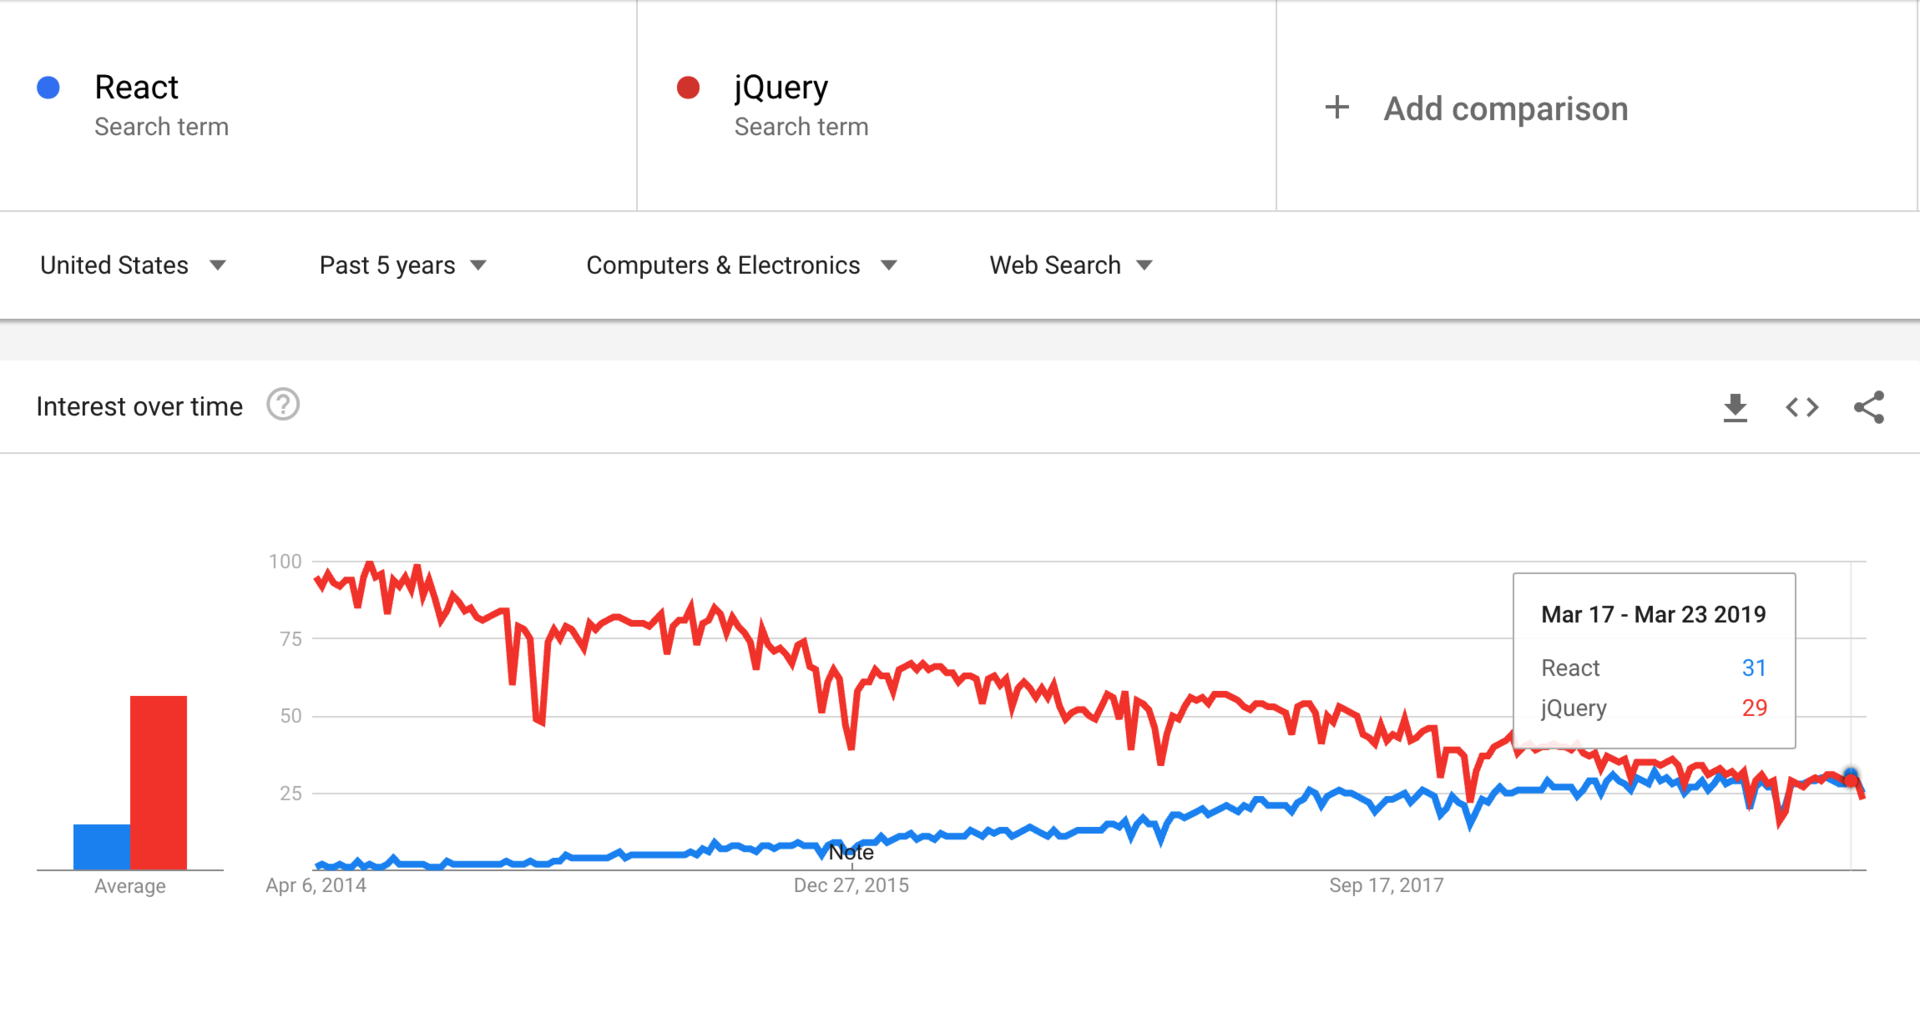 React
Search term
jQuery
Search term
+ Add comparison
United States
Past 5 years
Computers & Electronics
Web Search
Interest over time
?
100
75
50
25
Mar 17 - Mar 23 2019
React 31
jQuery 29
Note
Average
Apr 6, 2014
Dec 27, 2015
Sep 17, 2017